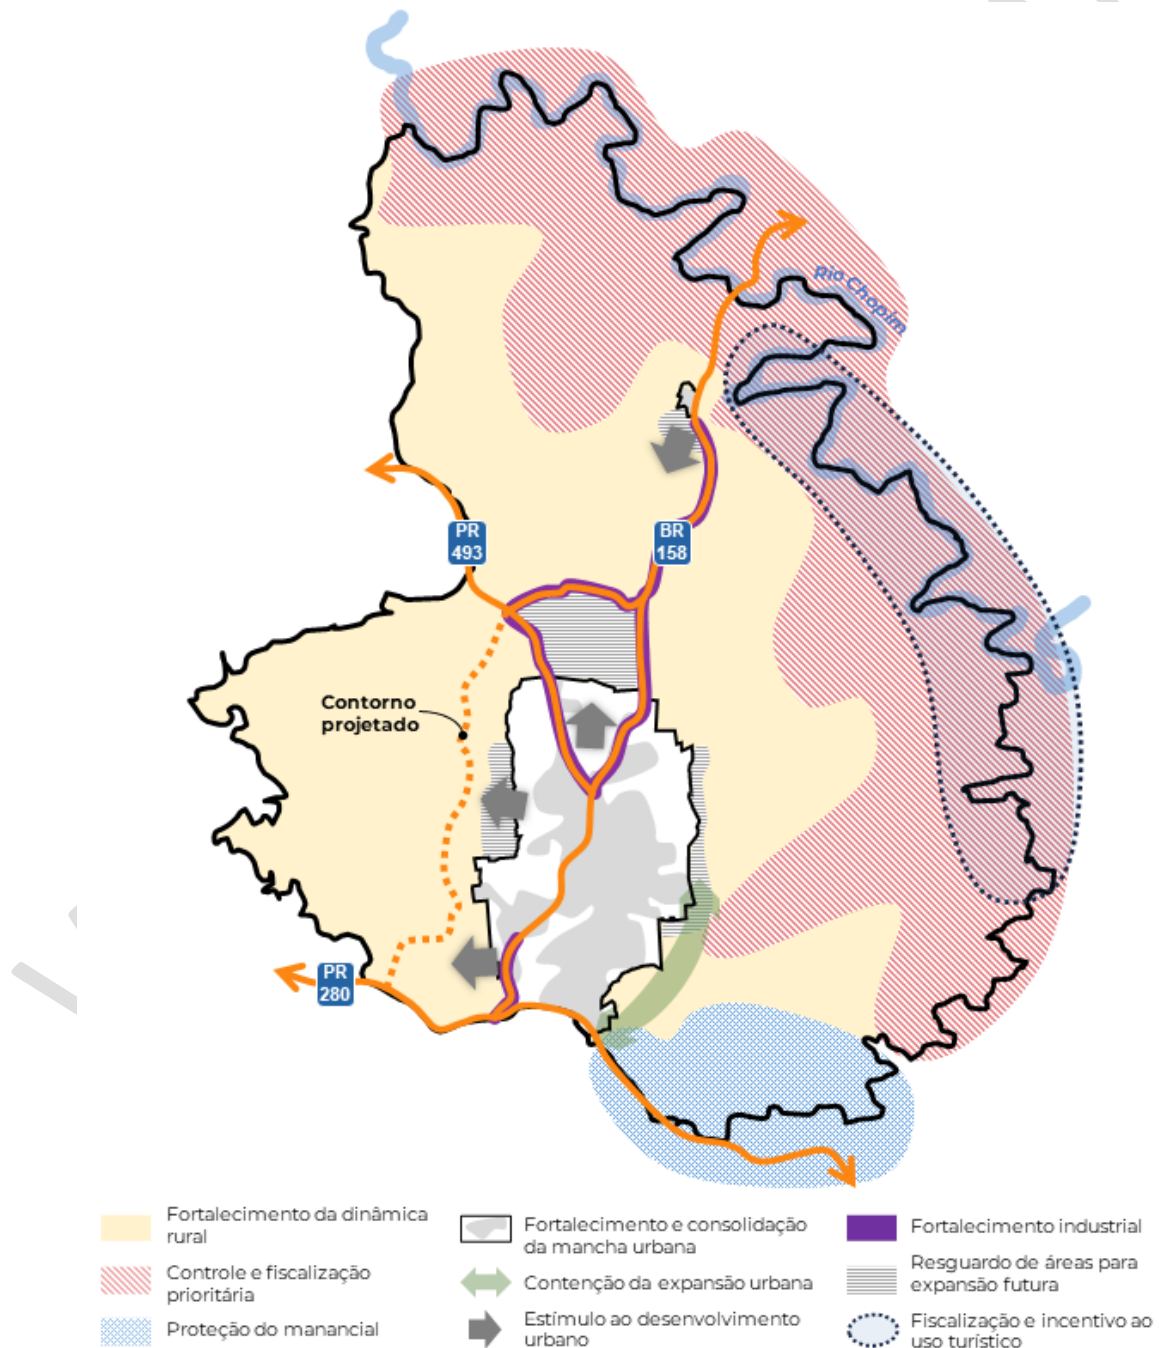 Rio Chopim
PR
493
BR
158
Contorno
projetado
PR
280
Fortalecimento da dinâmica
rural
Controle e fiscalização
prioritária
Proteção do manancial
Fortalecimento e consolidação
da mancha urbana
Contenção da expansão urbana
Estímulo ao desenvolvimento
urbano
Fortalecimento industrial
Resguardo de áreas para
expansão futura
Fiscalização e incentivo ao
uso turístico